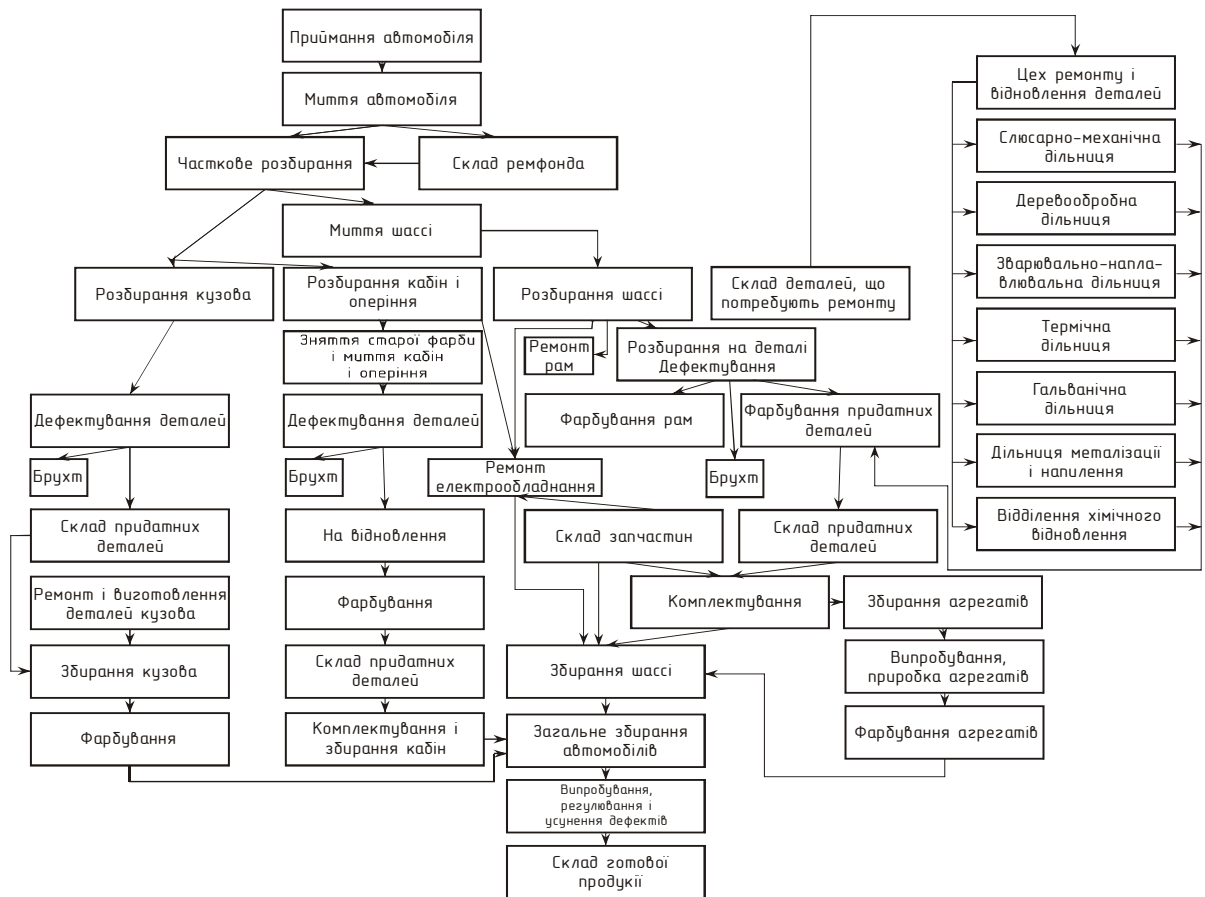 Приймання автомобіля
Миття автомобіля
Часткове розбирання
Склад ремфонда
Миття шассі
Розбирання кузова
Розбирання кабін і
оперіння
Розбирання шассі
Склад деталей, що
потребують ремонту
Цех ремонту і
відновлення деталей
Слюсарно-механічна
дільниця
Деревообробна
дільниця
Зварювально-напла-
влювальна дільниця
Термічна
дільниця
Гальванічна
дільниця
Дільниця металізації
і напилення
Відділення хімічного
відновлення
Зняття старої фарби
і миття кабін
і оперіння
Ремонт
рам
Розбирання на деталі
Дефектування
Дефектування деталей
Дефектування деталей
Фарбування рам
Фарбування придатних
деталей
Брухт
Брухт
Ремонт
електрообладнання
Брухт
Склад придатних
деталей
На відновлення
Склад запчастин
Склад придатних
деталей
Ремонт і виготовлення
деталей кузова
Фарбування
Комплектування
Збирання агрегатів
Збирання кузова
Склад придатних
деталей
Збирання шассі
Випробування,
приробка агрегатів
Фарбування
Комплектування і
збирання кабін
Загальне збирання
автомобілів
Фарбування агрегатів
Випробування,
регулювання і
усунення дефектів
Склад готової
продукії